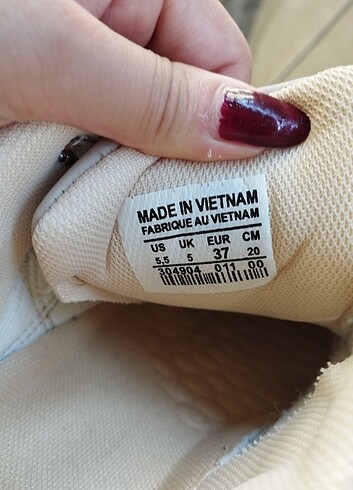 MADE IN VIETNAM
FABRIQUE AU VIETNAM
US UK EUR CM
5,5 5 37 20
304904 011 00